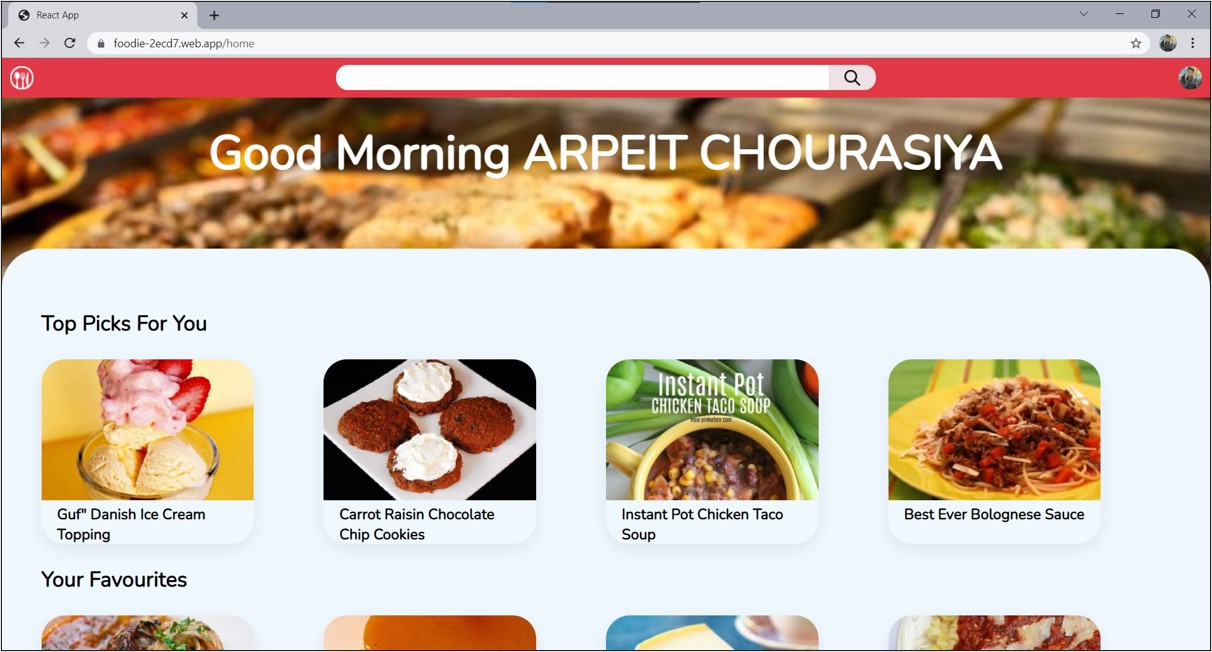 React App
foodie-2ecd7.web.app/home
Good Morning ARPEIT CHOURASIYA
Top Picks For You
Instant Pot
CHICKEN TACO SOUP
Guf" Danish Ice Cream
Topping
Carrot Raisin Chocolate
Chip Cookies
Instant Pot Chicken Taco
Soup
Best Ever Bolognese Sauce
Your Favourites